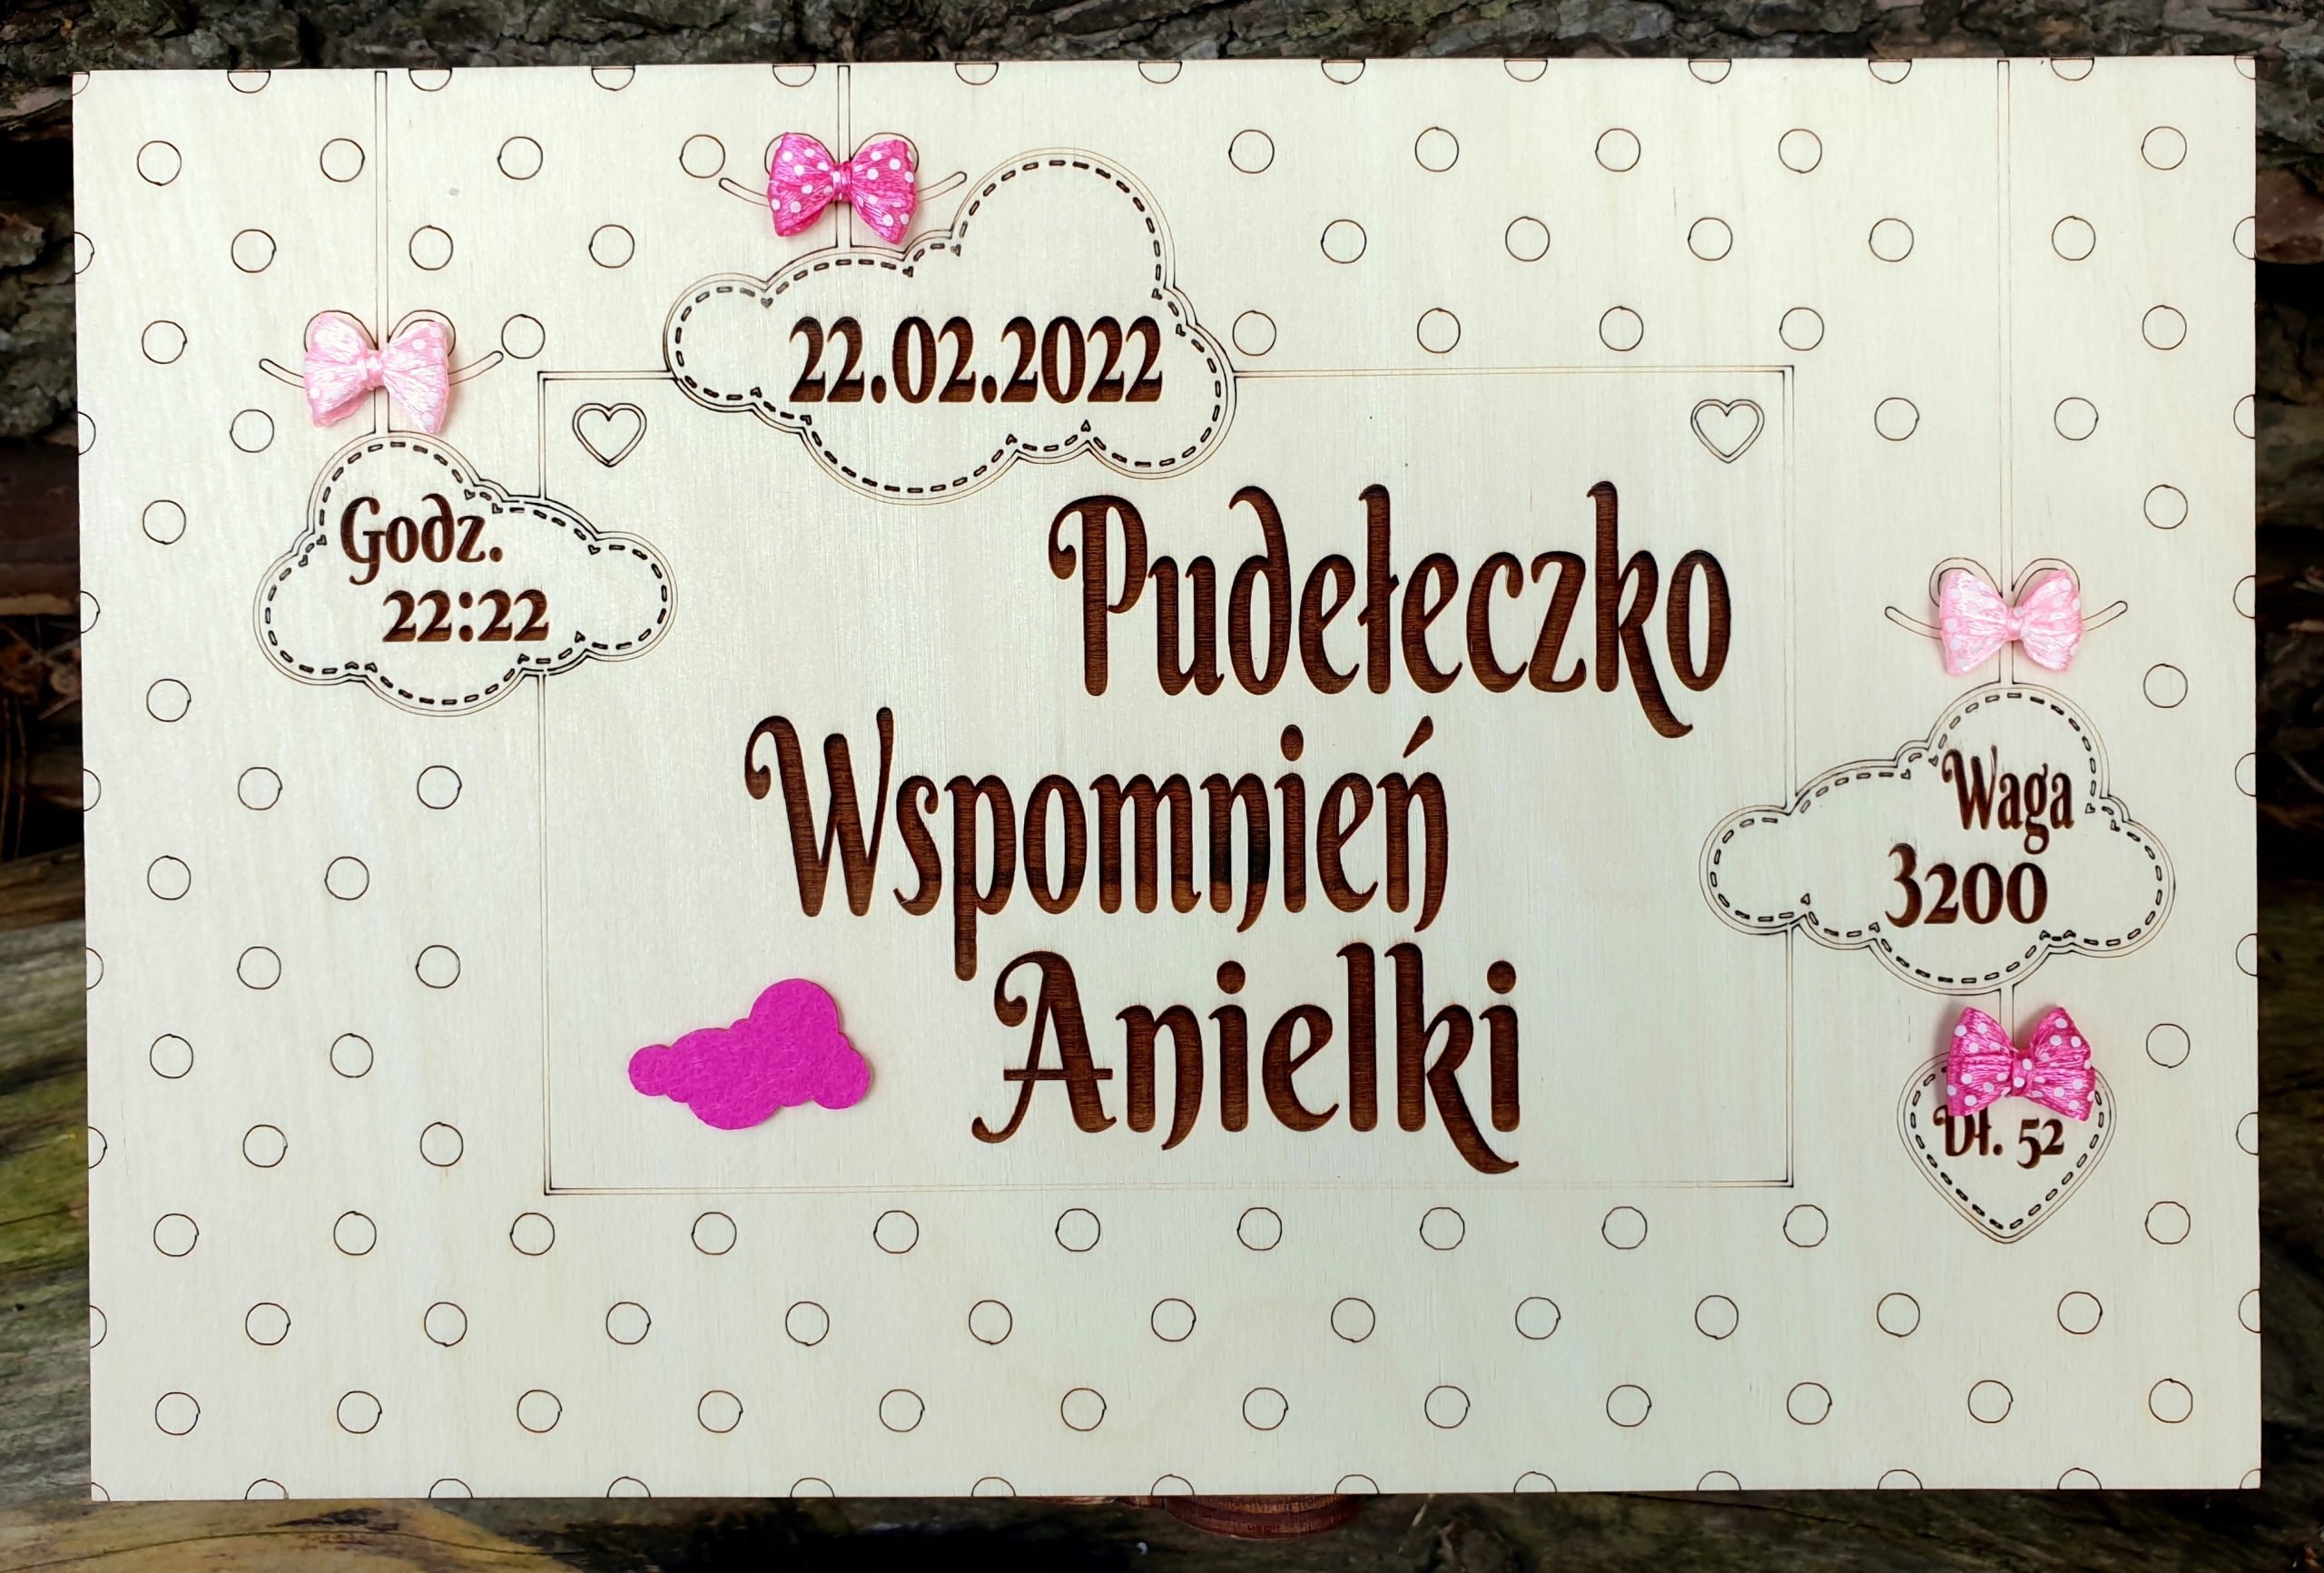 22.02.2022
Godz.
22:22
Pudełeczko
Wspomnień
Anielki
Waga
3200
Dł. 52